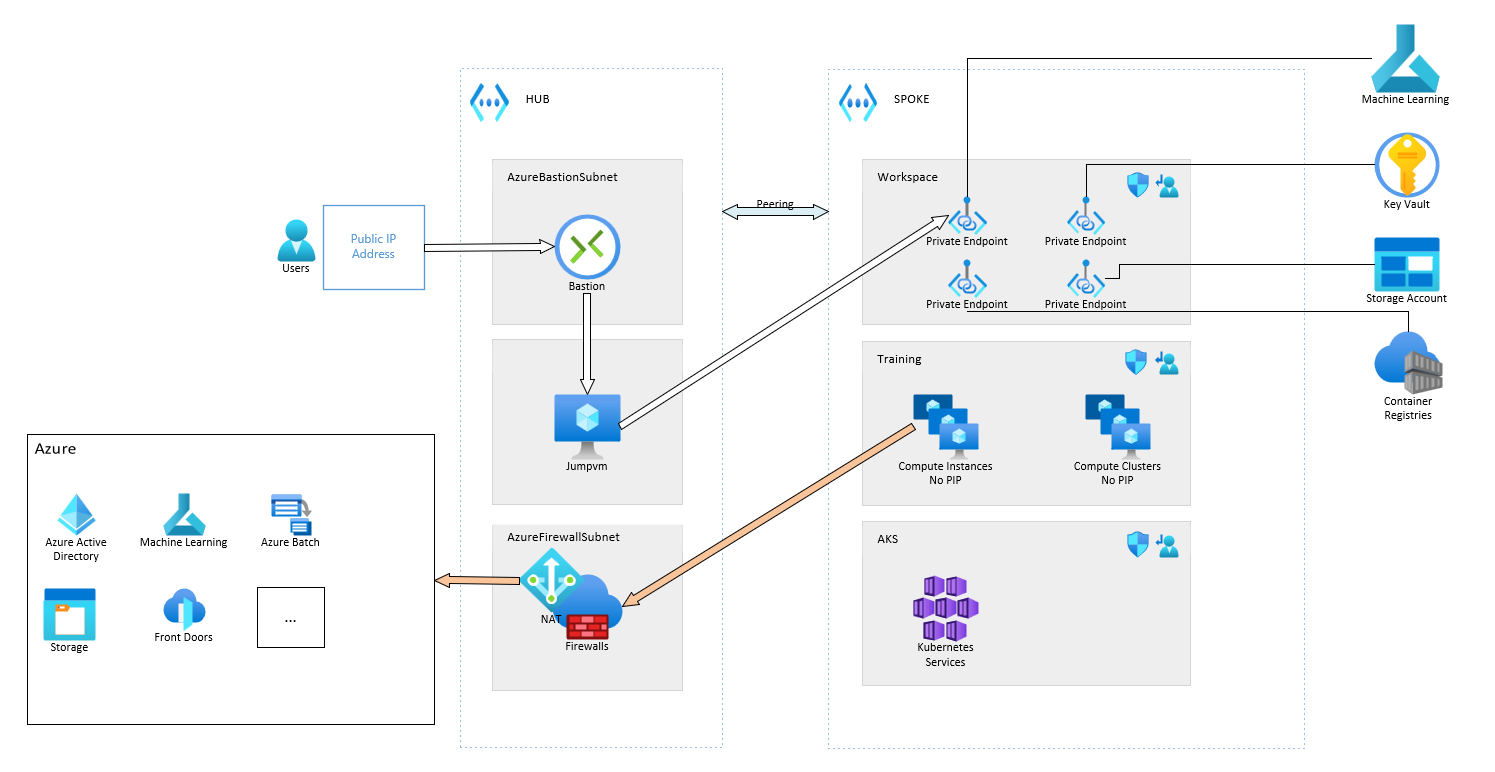 Machine Learning
HUB
SPOKE
AzureBastionSubnet
Workspace
Key Vault
Peering
Public IP
Address
Users
Private Endpoint
Private Endpoint
Bastion
Private Endpoint
Private Endpoint
Storage Account
Training
Container
Registries
Jumpvm
Compute Instances
No PIP
Compute Clusters
No PIP
Azure
Azure Active
Directory
Machine Learning
Azure Batch
AzureFirewallSubnet
AKS
NAT
Firewalls
Storage
Front Doors
...
Kubernetes
Services